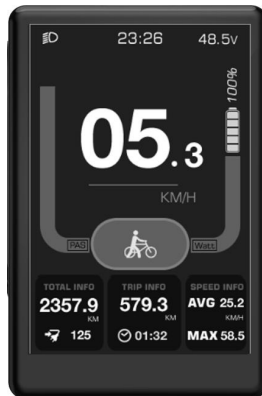 23:26
48.5V
100%
05.3
KM/H
PAS
Watt
TOTAL INFO
2357.9
KM
125
TRIP INFO
579.3
KM
01:32
SPEED INFO
AVG 25.2
KM/H
MAX 58.5